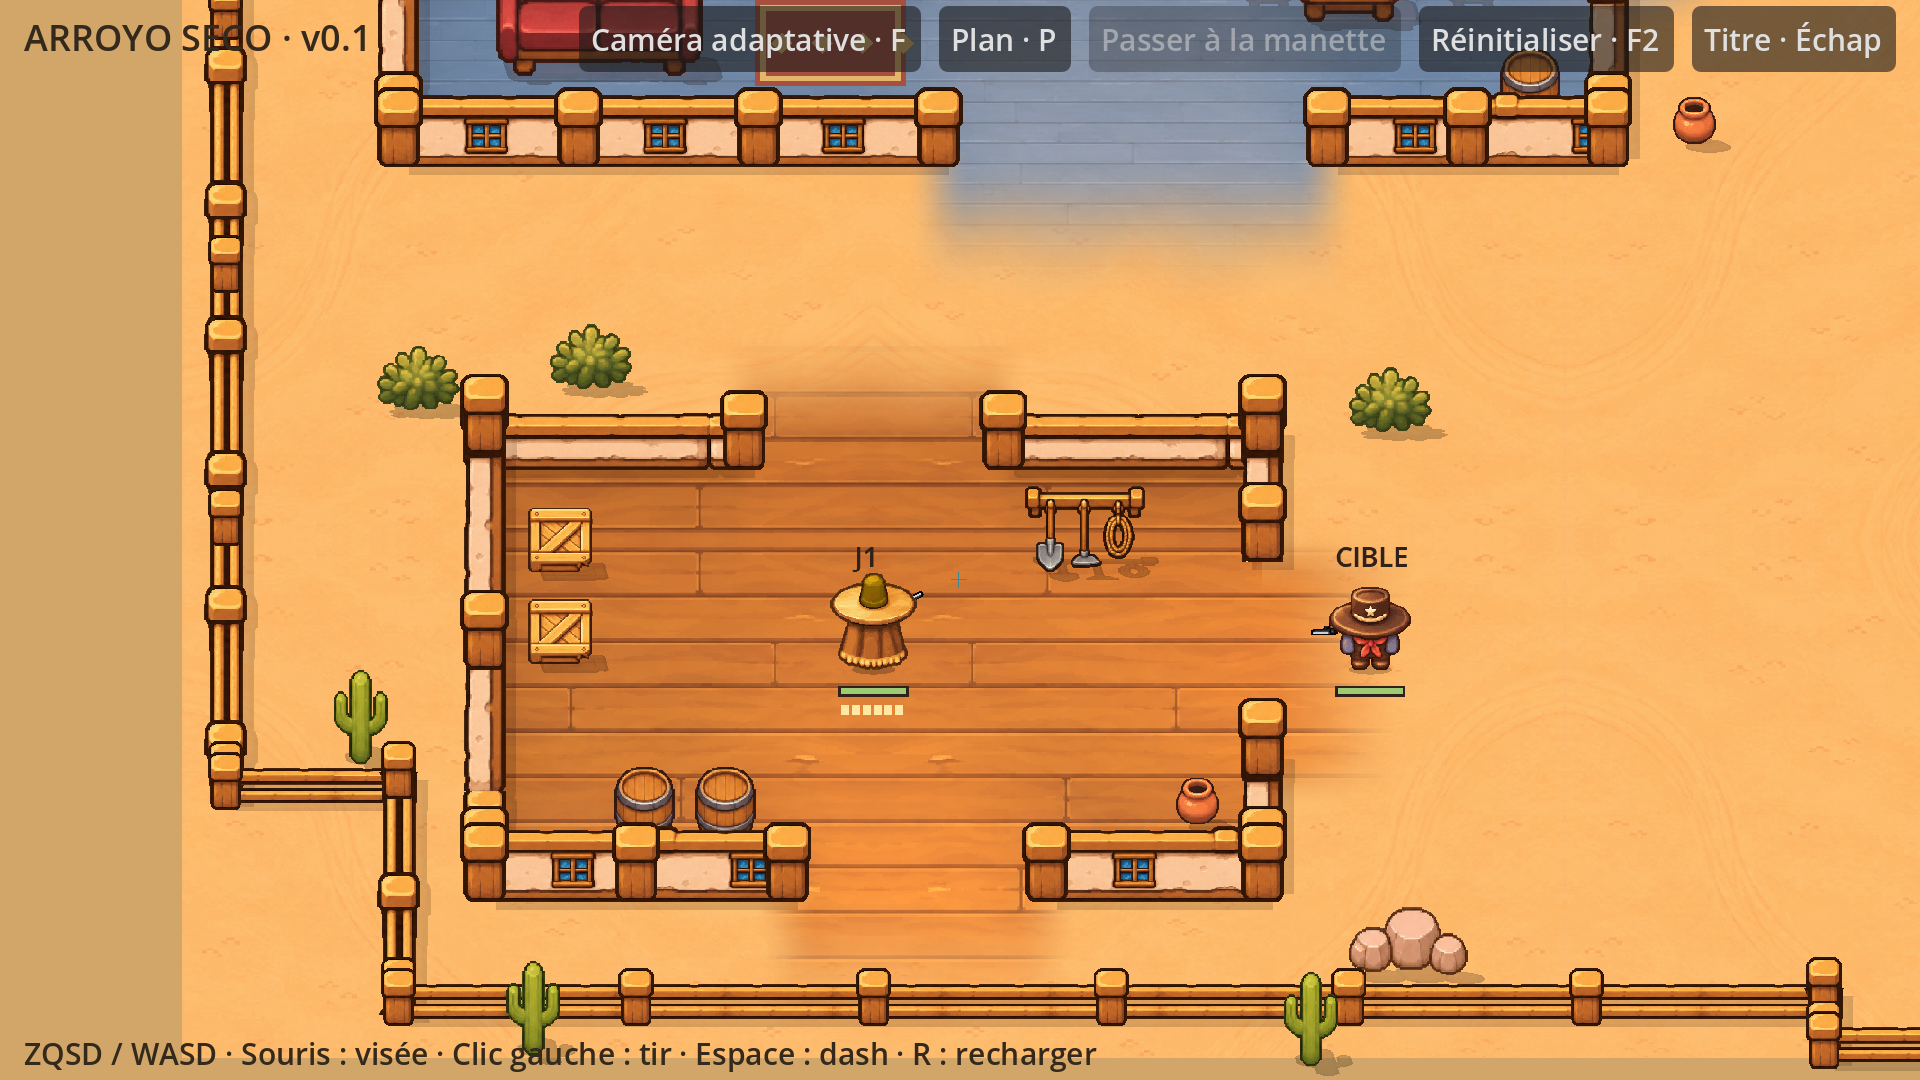 ARROYO SECO · v0.1
Caméra adaptative · F
Plan · P
Passer à la manette
Réinitialiser · F2
Titre · Échap
J1
CIBLE
ZQSD / WASD · Souris : visée · Clic gauche : tir · Espace : dash · R : recharger